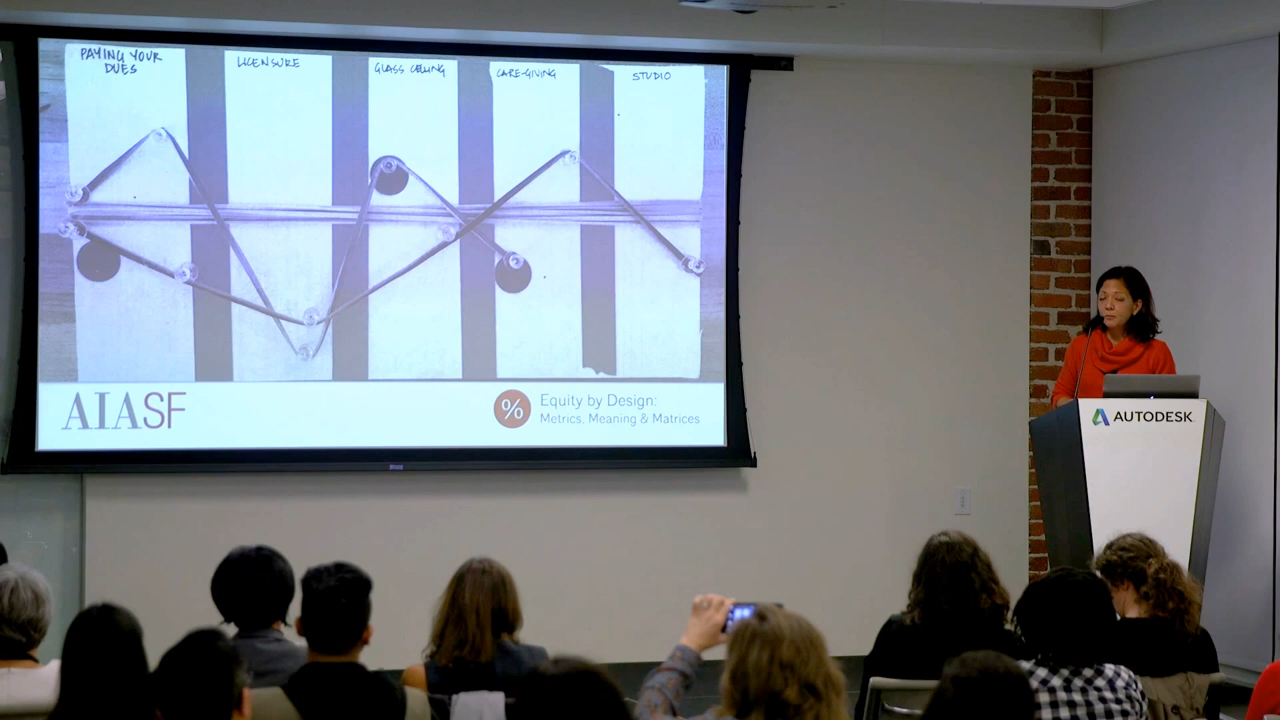 PAYING YOUR
DUES
LICENSURE
GLASS CEILING
CARE-GIVING
STUDIO
AIASF
%
Equity by Design:
Metrics, Meaning & Matrices
AUTODESK